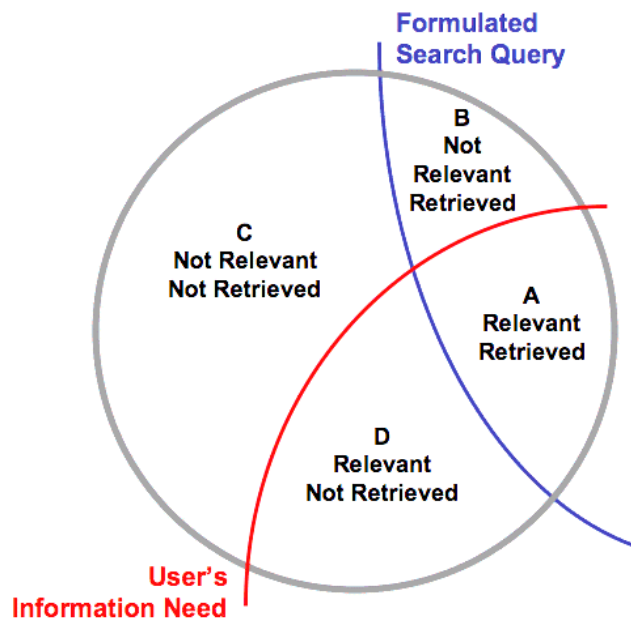 Formulated
Search Query
B
Not
Relevant
Retrieved
C
Not Relevant
Not Retrieved
A
Relevant
Retrieved
D
Relevant
Not Retrieved
User's
Information Need